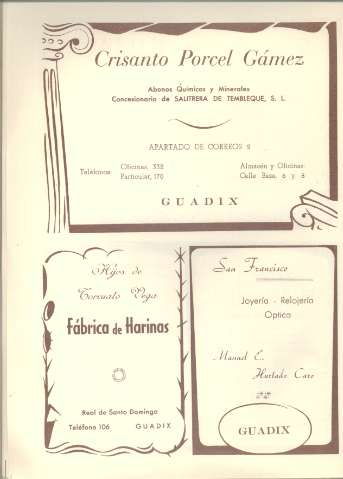 Crisanto Porcel Gámez
Abonos Químicos y Minerales
Concesionario de SALITRERA DE TEMBLEQUE, S. L.
APARTADO DE CORREOS 2
Teléfonos:
Oficinas, 332
Particular, 170
Almacén y Oficinas:
Calle Baza, 6 y 8
GUADIX
Hijos de
Torcuato Vega
Fábrica de Harinas
Real de Santo Domingo
Teléfono 106
GUADIX
San Francisco
Joyería - Relojería
Optica
Manuel E.
Hurtado Caro
GUADIX